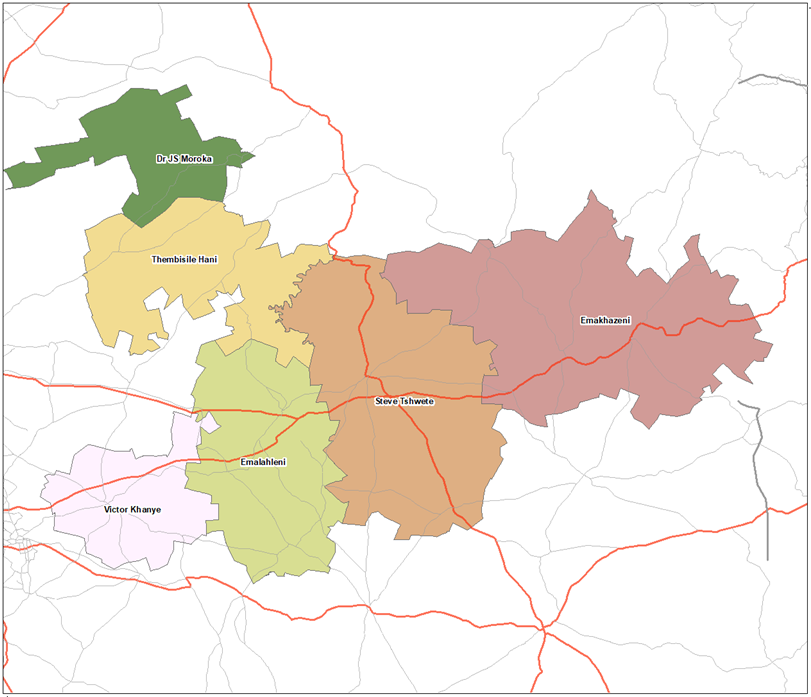 Dr JS Moroka
Thembisile Hani
Emakhazeni
Steve Tshwete
Emalahleni
Victor Khanye